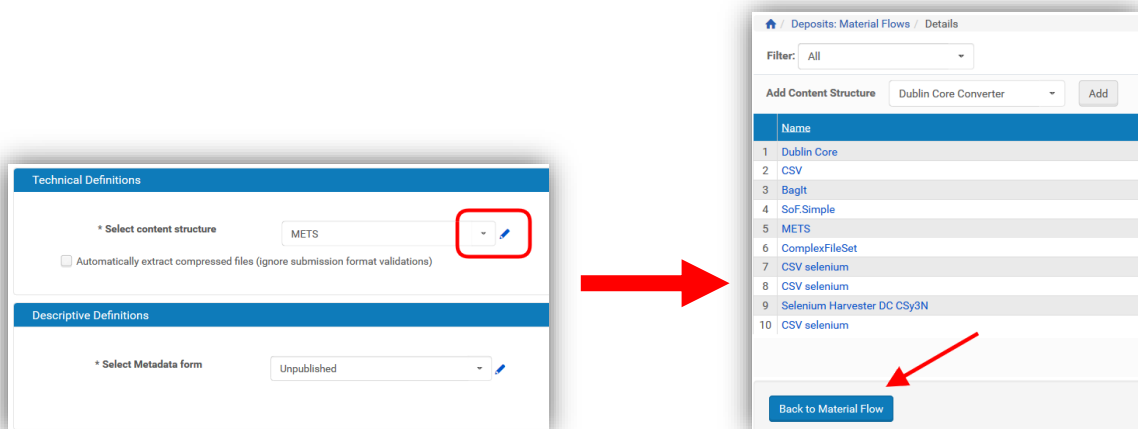 Technical Definitions
* Select content structure METS
Automatically extract compressed files (ignore submission format validations)
Descriptive Definitions
* Select Metadata form Unpublished
/ Deposits: Material Flows / Details
Filter: All
Add Content Structure Dublin Core Converter Add
Name
1 Dublin Core
2 CSV
3 BagIt
4 SoF.Simple
5 METS
6 ComplexFileSet
7 CSV selenium
8 CSV selenium
9 Selenium Harvester DC CSy3N
10 CSV selenium
Back to Material Flow